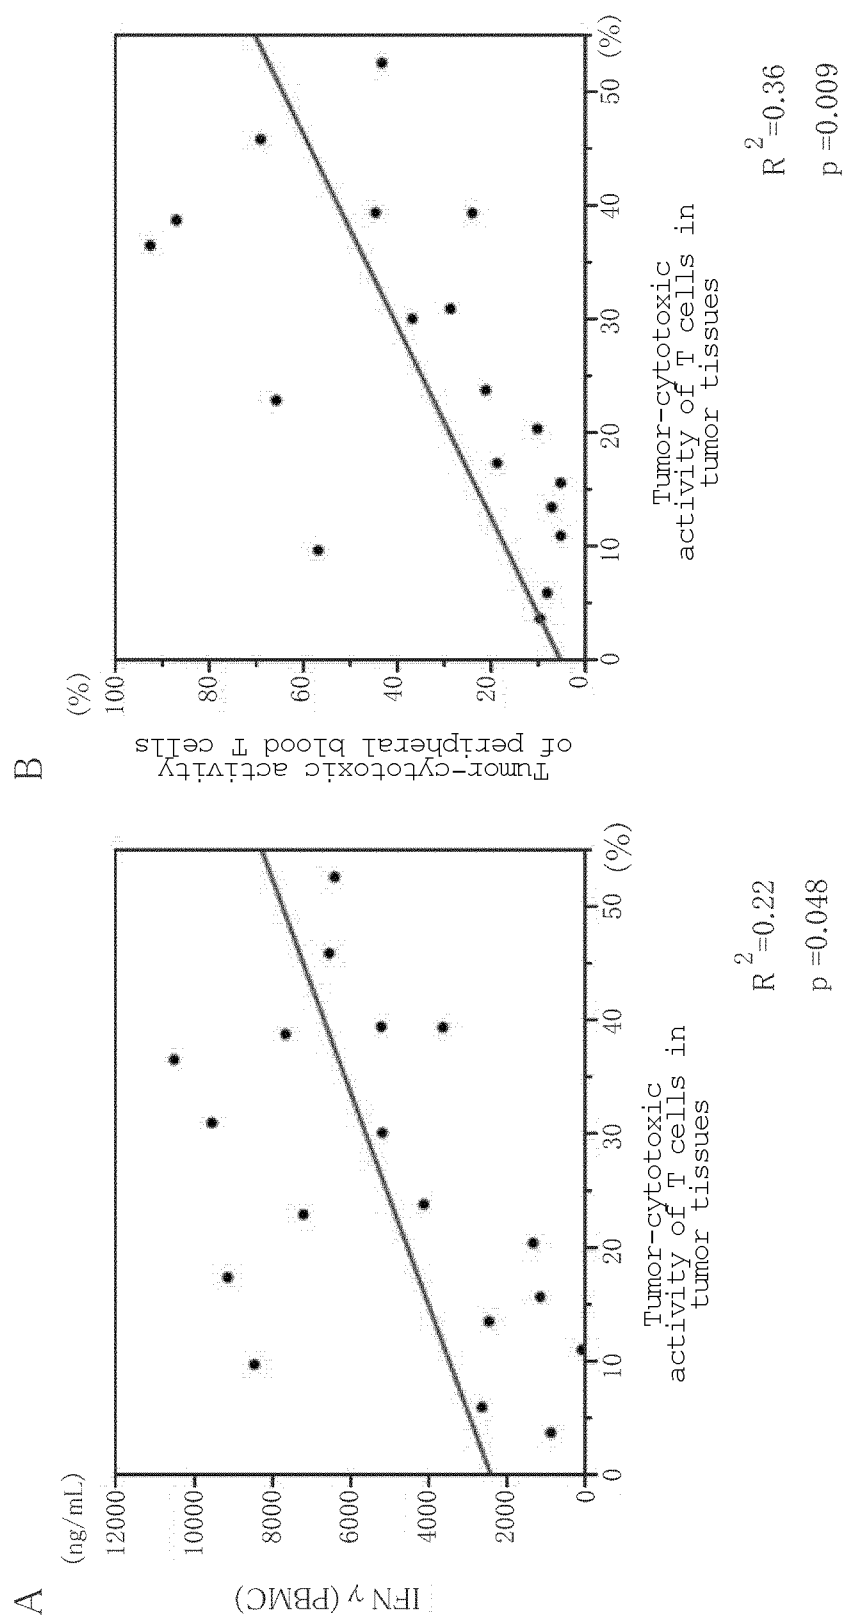 A
(ng/mL)
12000
10000
8000
6000
4000
2000
0
IFN γ (PBMC)
0
10
20
30
40
50
(%)
Tumor-cytotoxic
activity of T cells in
tumor tissues
R²=0.22
p =0.048
B
(%)
100
80
60
40
20
0
Tumor-cytotoxic activity
of peripheral blood T cells
0
10
20
30
40
50
(%)
Tumor-cytotoxic
activity of T cells in
tumor tissues
R²=0.36
p =0.009